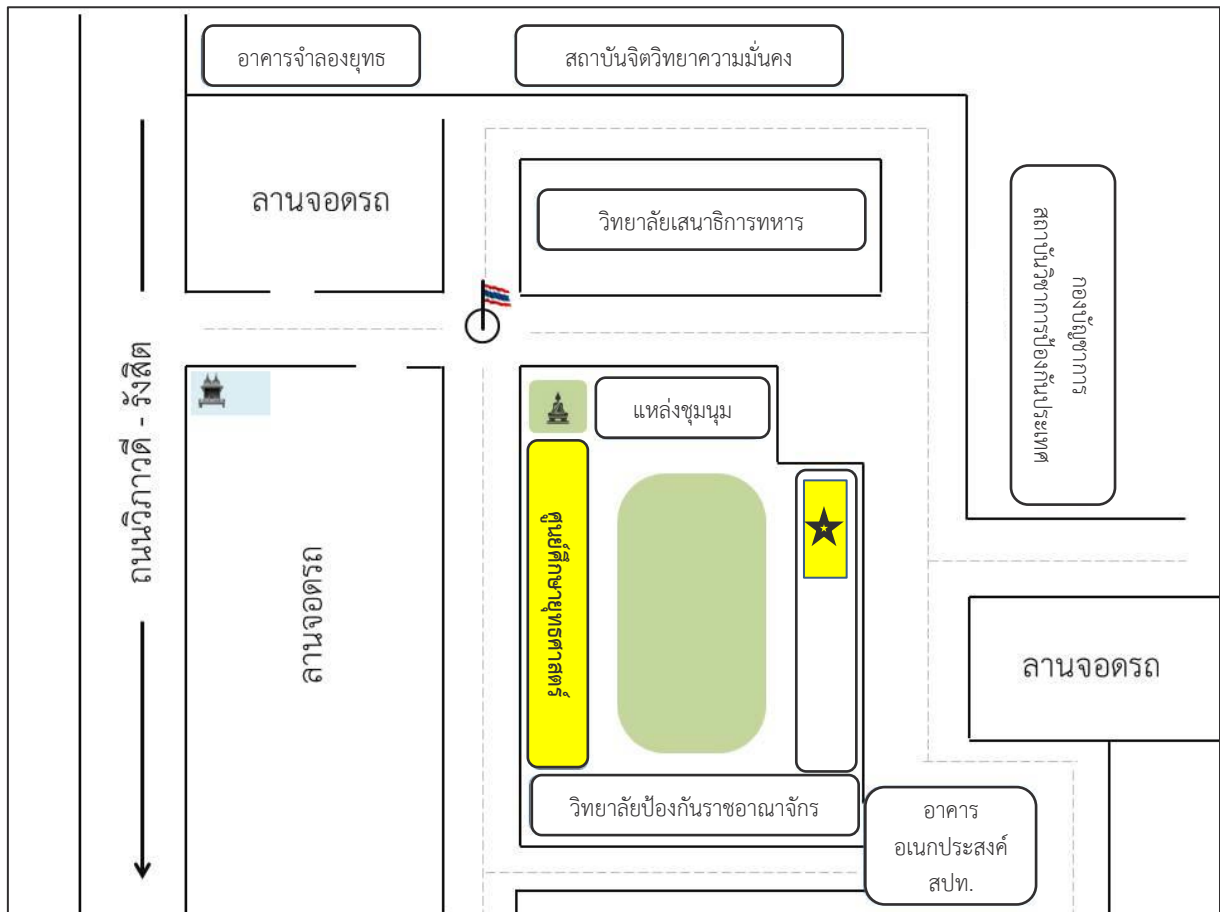 อาคารจำลองยุทธ
สถาบันจิตวิทยาความมั่นคง
ลานจอดรถ
วิทยาลัยเสนาธิการทหาร
กองบัญชาการ
สถาบันวิชาการป้องกันประเทศ
ถนนวิภาวดี - รังสิต
แหล่งชุมนุม
ศูนย์ศึกษายุทธศาสตร์
ลานจอดรถ
ลานจอดรถ
วิทยาลัยป้องกันราชอาณาจักร
อาคาร
อเนกประสงค์
สปท.